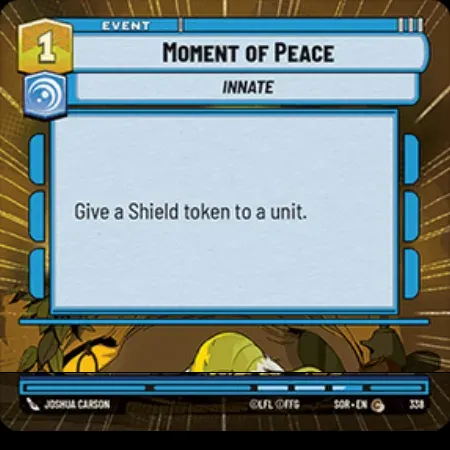 EVENT
1
MOMENT OF PEACE
INNATE
Give a Shield token to a unit.
JOSHUA CARSON ©LFL ©FFG SOR • EN C 338